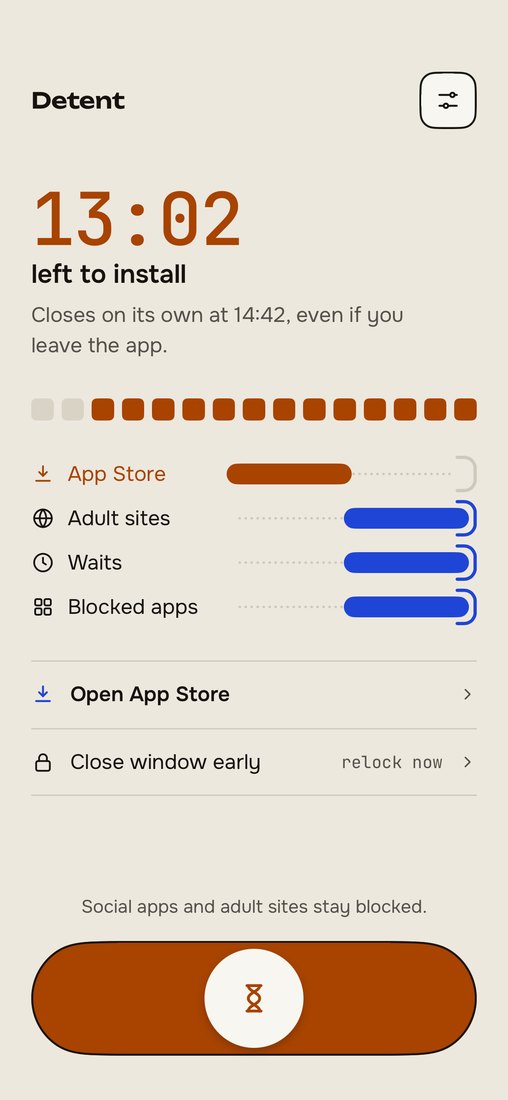 Detent
13:02
left to install
Closes on its own at 14:42, even if you
leave the app.
App Store
Adult sites
Waits
Blocked apps
Open App Store
Close window early
relock now
Social apps and adult sites stay blocked.